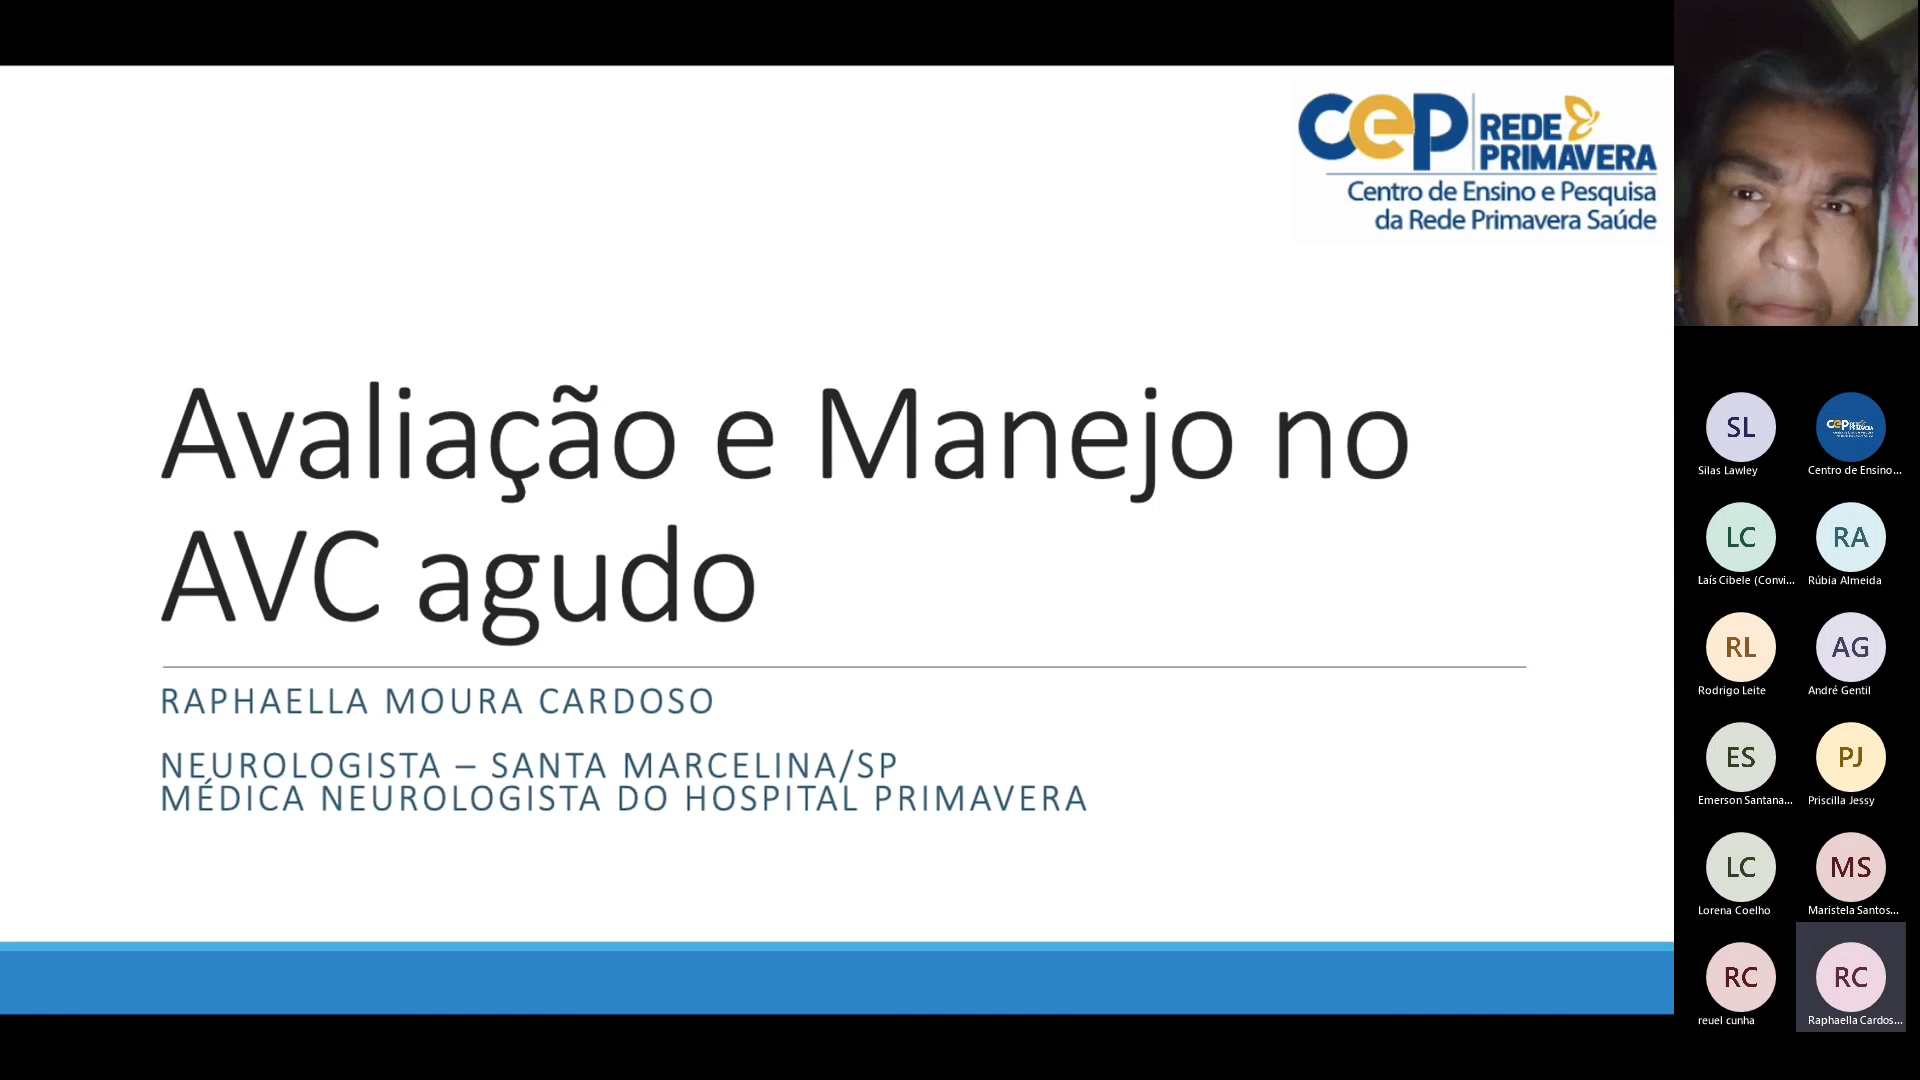 cep REDE
PRIMAVERA
Centro de Ensino e Pesquisa
da Rede Primavera Saúde
Avaliação e Manejo no
AVC agudo
RAPHAELLA MOURA CARDOSO
NEUROLOGISTA – SANTA MARCELINA/SP
MÉDICA NEUROLOGISTA DO HOSPITAL PRIMAVERA
SL
Silas Lawley
Centro de Ensino...
LC
Laís Cibele (Convi...
RA
Rúbia Almeida
RL
Rodrigo Leite
AG
André Gentil
ES
Emerson Santana...
PJ
Priscilla Jessy
LC
Lorena Coelho
MS
Maristela Santos...
RC
reuel cunha
RC
Raphaella Cardos...